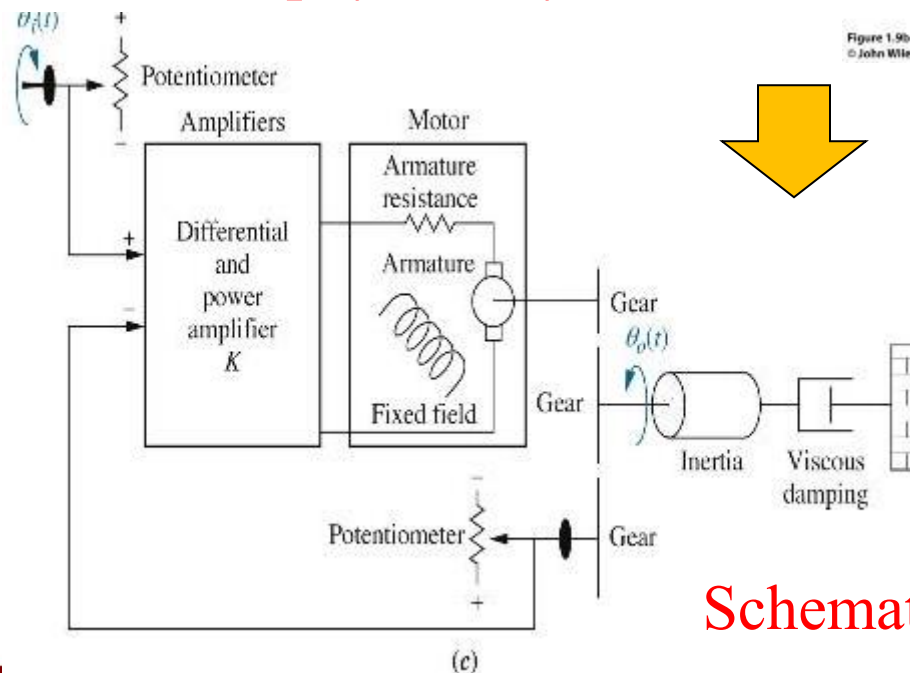 θi(t)
+
Figure 1.9b
© John Wile
Potentiometer
−
Amplifiers
Motor
Armature
resistance
+
Differential
and
power
amplifier
K
−
Armature
Fixed field
Gear
θo(t)
Gear
Inertia
Viscous
damping
−
Potentiometer
+
Gear
Schemat
(c)